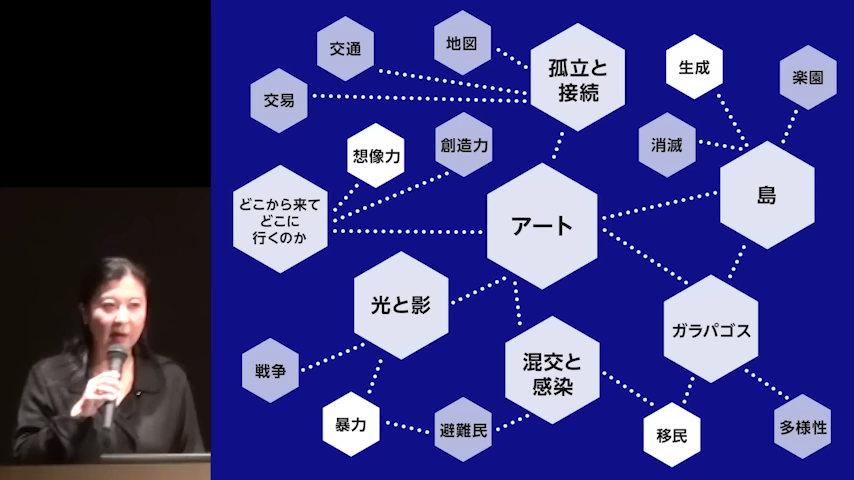 交通
地図
孤立と
接続
生成
楽園
交易
想像力
創造力
消滅
島
どこから来て
どこに
行くのか
アート
光と影
ガラパゴス
戦争
混交と
感染
暴力
避難民
移民
多様性